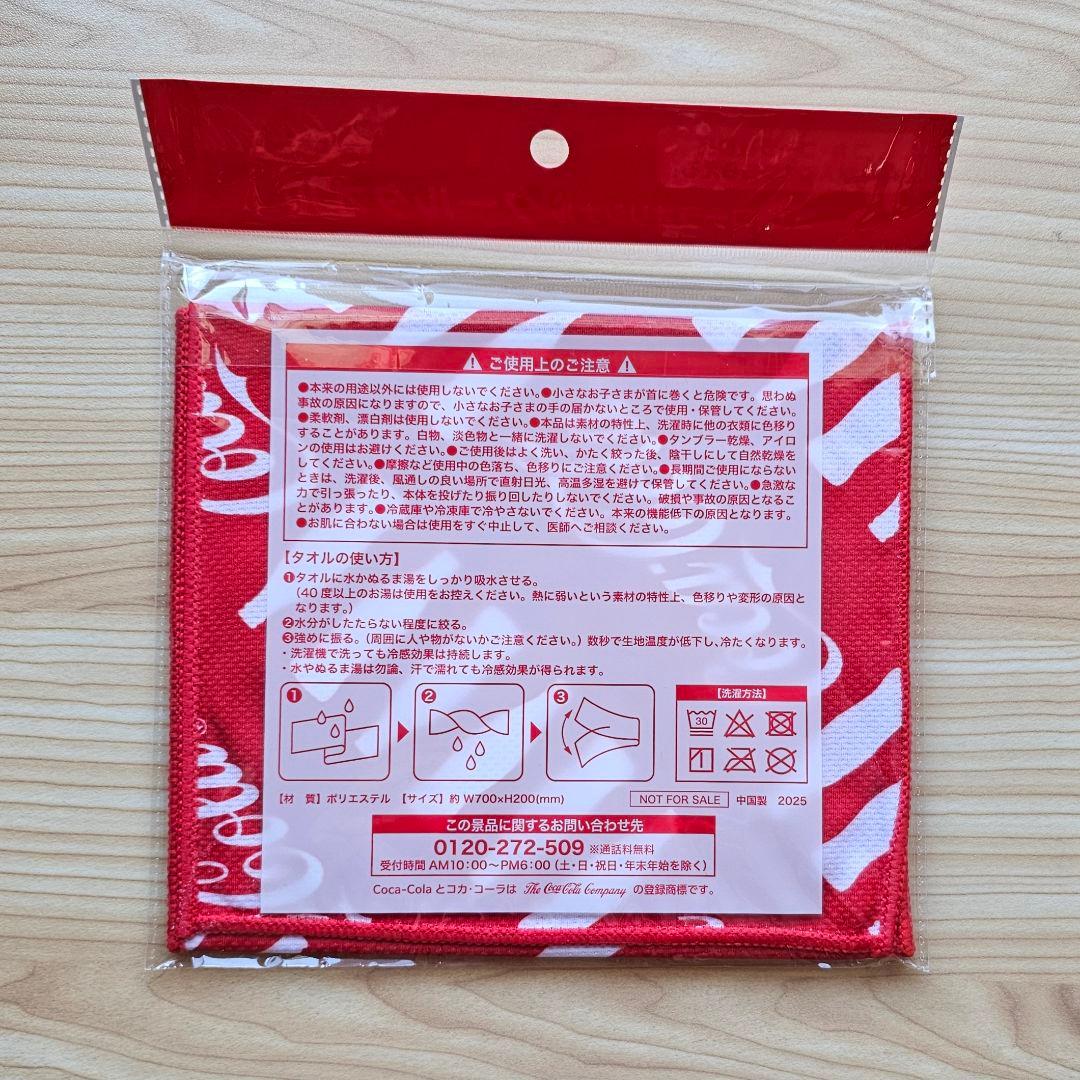 ⚠ ご使用上のご注意 ⚠
●本来の用途以外には使用しないでください。●小さなお子さまが首に巻くと危険です。思わぬ
事故の原因になりますので、小さなお子さまの手の届かないところで使用・保管してください。
●柔軟剤、漂白剤は使用しないでください。●本品は素材の特性上、洗濯時に他の衣類に色移り
することがあります。白物、淡色物と一緒に洗濯しないでください。●タンブラー乾燥、アイロ
ンの使用はお避けください。●ご使用後はよく洗い、かたく絞った後、陰干しにして自然乾燥を
してください。●摩擦など使用中の色落ち、色移りにご注意ください。●長期間ご使用にならない
ときは、洗濯後、風通しの良い場所で直射日光、高温多湿を避けて保管してください。●急激な
力で引っ張ったり、本体を投げたり振り回したりしないでください。破損や事故の原因となるこ
とがあります。●冷蔵庫や冷凍庫で冷やさないでください。本来の機能低下の原因となります。
●お肌に合わない場合は使用をすぐ中止して、医師へご相談ください。
【タオルの使い方】
❶タオルに水かぬるま湯をしっかり吸水させる。
(40度以上のお湯は使用をお控えください。熱に弱いという素材の特性上、色移りや変形の原因と
なります。)
❷水分がしたたらない程度に絞る。
❸強めに振る。(周囲に人や物がないかご注意ください。)数秒で生地温度が低下し、冷たくなります。
・洗濯機で洗っても冷感効果は持続します。
・水やぬるま湯は勿論、汗で濡れても冷感効果が得られます。
❶ ❷ ❸
【洗濯方法】
30
【材 質】ポリエステル 【サイズ】約 W700×H200(mm) NOT FOR SALE 中国製 2025
この景品に関するお問い合わせ先
0120-272-509 ※通話料無料
受付時間 AM10:00～PM6:00 (土・日・祝日・年末年始を除く)
Coca-Cola とコカ・コーラは The Coca-Cola Company の登録商標です。